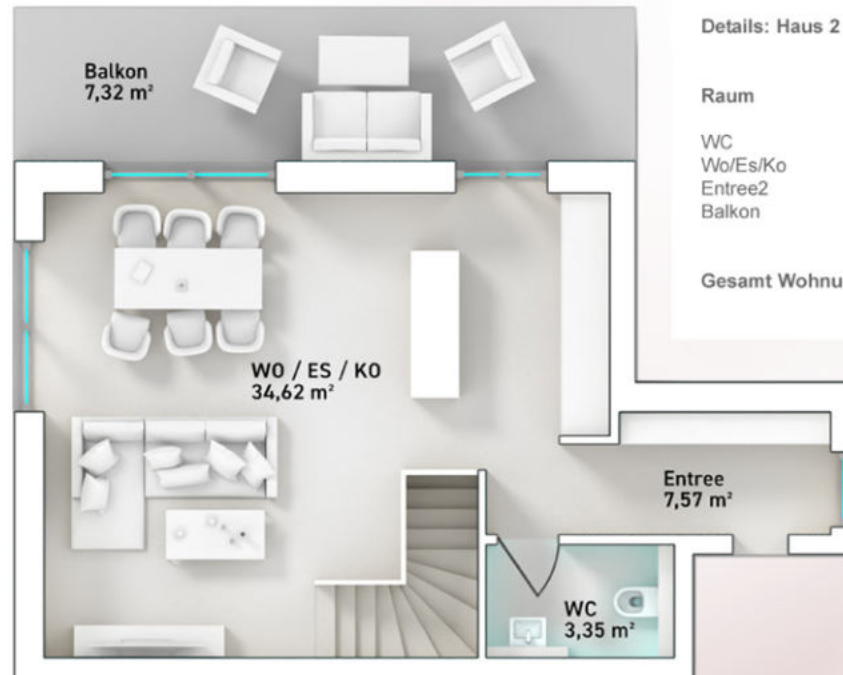 Balkon
7,32 m²
WO / ES / KO
34,62 m²
Entree
7,57 m²
WC
3,35 m²
Details: Haus 2
Raum
WC
Wo/Es/Ko
Entree2
Balkon
Gesamt Wohnu